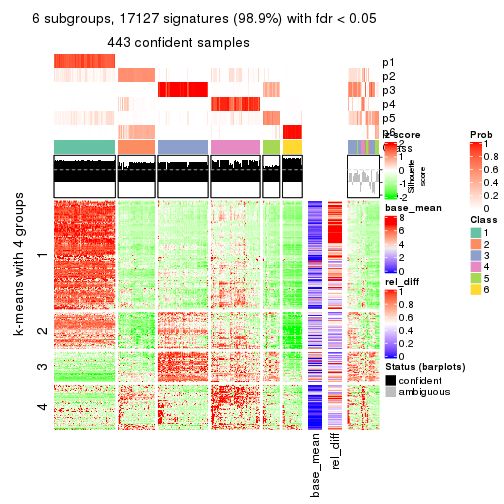 6 subgroups, 17127 signatures (98.9%) with fdr < 0.05
443 confident samples
p1
p2
p3
p4
p5
p6
Class
Silhouette
score
k-means with 4 groups
1
2
3
4
base_mean
rel_diff
z-score
2
1
0
-1
-2
base_mean
8
6
4
2
0
rel_diff
1
0.8
0.6
0.4
0.2
0
Status (barplots)
confident
ambiguous
Prob
1
0.8
0.6
0.4
0.2
0
Class
1
2
3
4
5
6